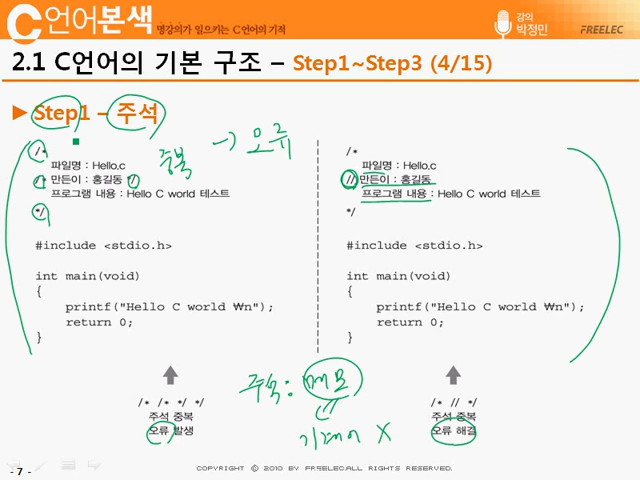 C언어본색 명강의가 일으키는 C언어의 기적
강의
박정민
FREELEC
2.1 C언어의 기본 구조 – Step1~Step3 (4/15)
▶ Step1 – 주석
중복 → 오류
/*
파일명 : Hello,c
/* 만든이 : 홍길동 */
프로그램 내용 : Hello C world 테스트
*/
#include <stdio.h>
int main(void)
{
printf("Hello C world ₩n");
return 0;
}
/* /* */ */
주석 중복
오류 발생
/*
파일명 : Hello,c
// 만든이 : 홍길동
프로그램 내용 : Hello C world 테스트
*/
#include <stdio.h>
int main(void)
{
printf("Hello C world ₩n");
return 0;
}
/* // */
주석 중복
오류 해결
주석 : 메모
기계어 X
- 7 -
COPYRIGHT ⓒ 2010 BY FREELEC.ALL RIGHTS RESERVED.